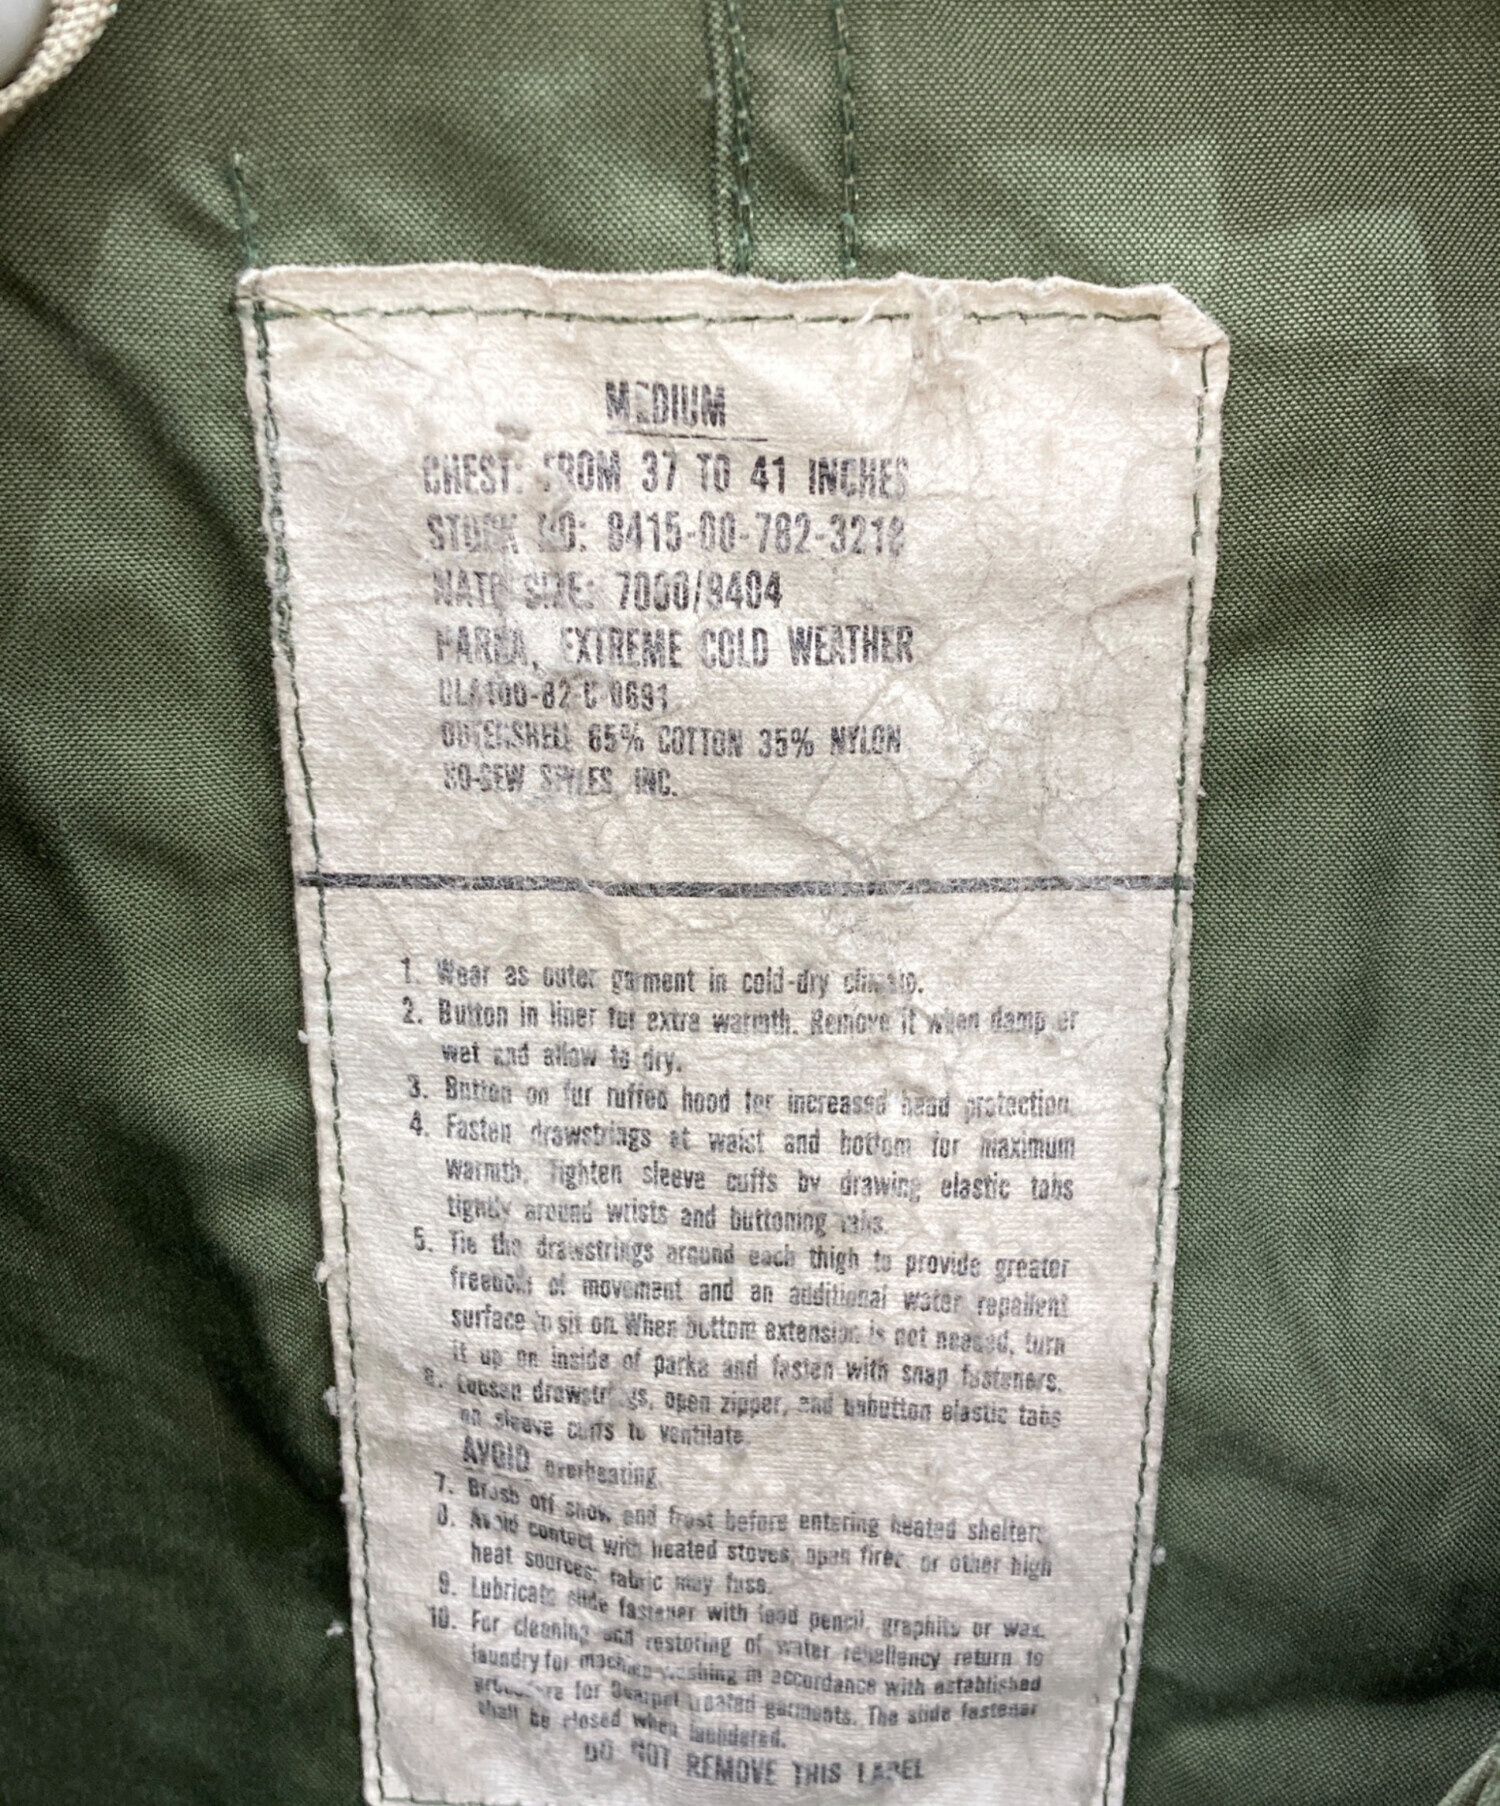 MEDIUM
CHEST: FROM 37 TO 41 INCHES
STOCK NO: 8415-00-782-3218
NATO SIZE: 7080/9404
PARKA, EXTREME COLD WEATHER
DLA100-82-C-0691
OUTERSHELL 65% COTTON 35% NYLON
SO-SEW STYLES, INC.
1. Wear as outer garment in cold-dry climate.
2. Button in liner for extra warmth. Remove it when damp or
wet and allow to dry.
3. Button on fur ruffed hood for increased head protection.
4. Fasten drawstrings at waist and bottom for maximum
warmth. Tighten sleeve cuffs by drawing elastic tabs
tightly around wrists and buttoning tabs.
5. Tie the drawstrings around each thigh to provide greater
freedom of movement and an additional water repellent
surface to sit on. When bottom extension is not needed, turn
it up on inside of parka and fasten with snap fasteners.
6. Loosen drawstrings, open zipper, and unbutton elastic tabs
on sleeve cuffs to ventilate.
AVOID overheating.
7. Brush off snow and frost before entering heated shelters.
8. Avoid contact with heated stoves, open fires or other high
heat sources; fabric may fuse.
9. Lubricate slide fastener with lead pencil, graphite or wax.
10. For cleaning and restoring of water repellency return to
laundry for machine washing in accordance with established
procedure for Quarpel treated garments. The slide fastener
shall be closed when laundered.
DO NOT REMOVE THIS LABEL